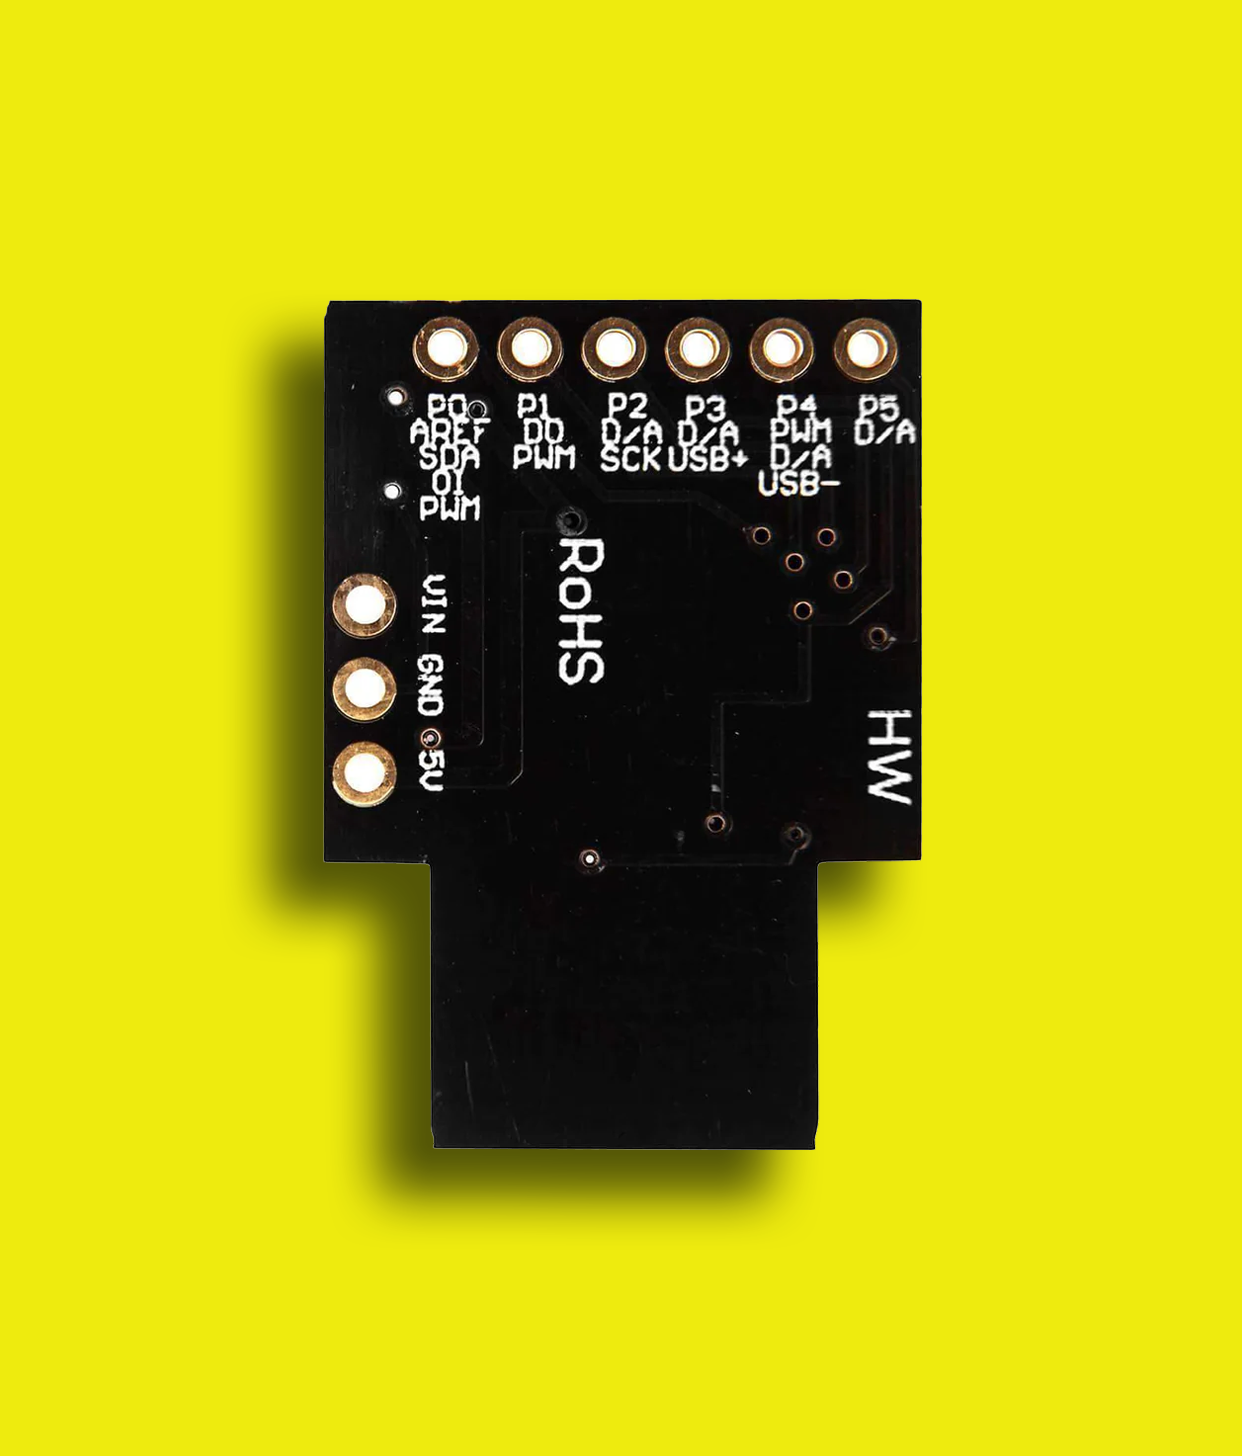 P0
AREF
SDA
OI
PWM
P1
DO
PWM
P2
D/A
SCK
P3
D/A
USB+
P4
PWM
D/A
USB-
P5
D/A
VIN
GND
5V
RoHS
HW